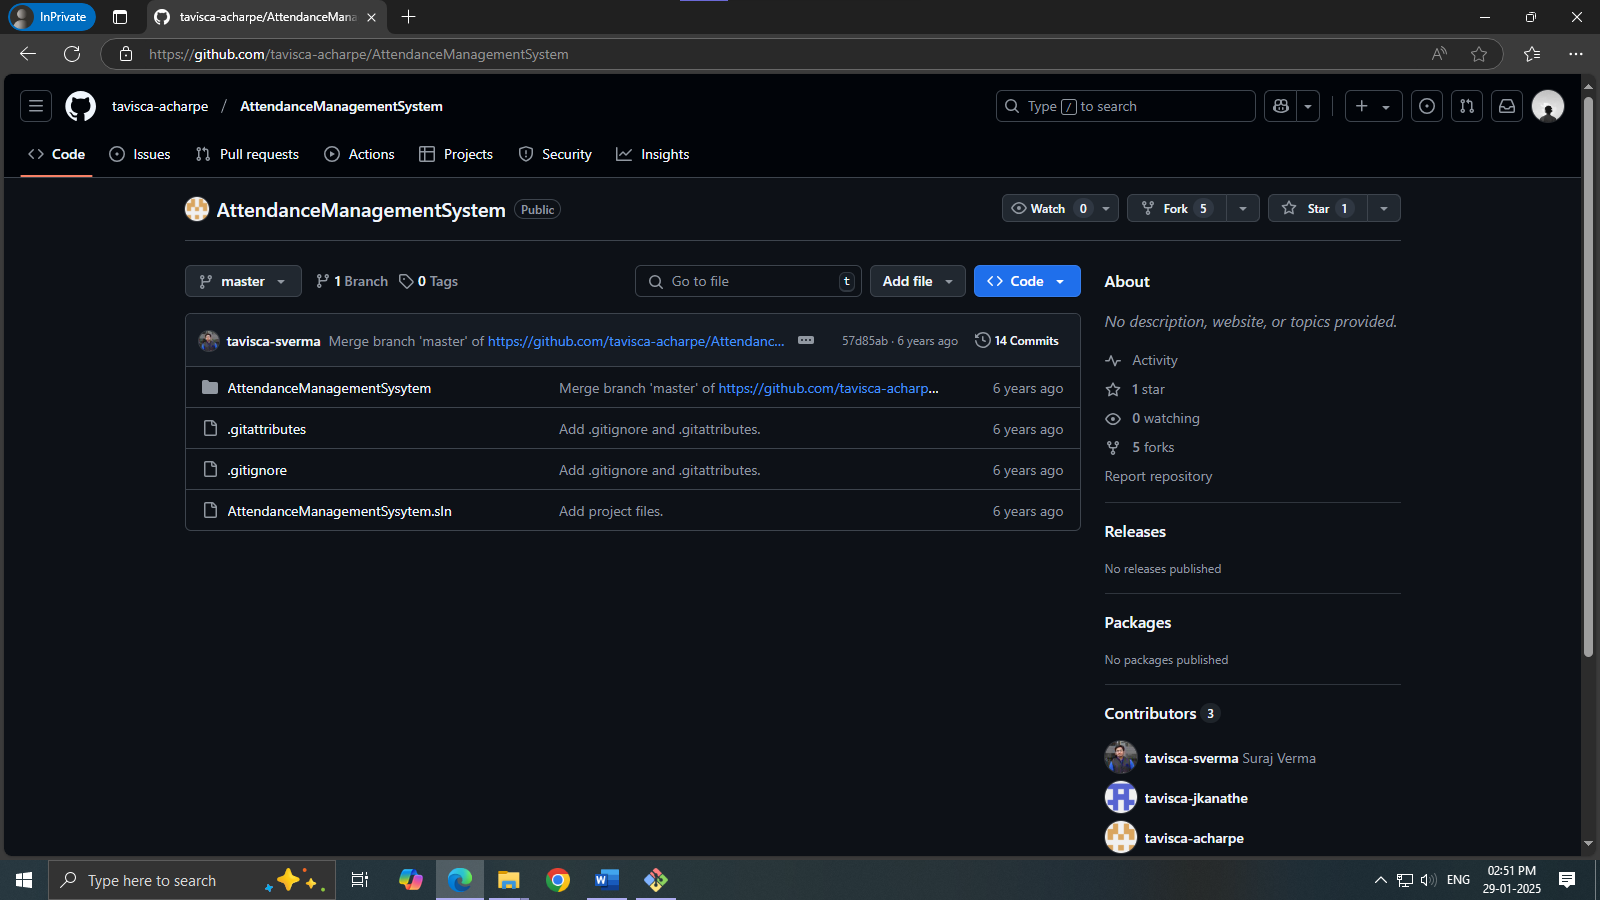 InPrivate
tavisca-acharpe/AttendanceMana
https://github.com/tavisca-acharpe/AttendanceManagementSystem
tavisca-acharpe / AttendanceManagementSystem
Type / to search
Code Issues Pull requests Actions Projects Security Insights
AttendanceManagementSystem Public
Watch 0 Fork 5 Star 1
master 1 Branch 0 Tags
Go to file t
Add file Code
tavisca-sverma Merge branch 'master' of https://github.com/tavisca-acharpe/Attendanc... 57d85ab · 6 years ago 14 Commits
AttendanceManagementSysytem Merge branch 'master' of https://github.com/tavisca-acharp... 6 years ago
.gitattributes Add .gitignore and .gitattributes. 6 years ago
.gitignore Add .gitignore and .gitattributes. 6 years ago
AttendanceManagementSysytem.sln Add project files. 6 years ago
About
No description, website, or topics provided.
Activity
1 star
0 watching
5 forks
Report repository
Releases
No releases published
Packages
No packages published
Contributors 3
tavisca-sverma Suraj Verma
tavisca-jkanathe
tavisca-acharpe
Type here to search
ENG
02:51 PM
29-01-2025